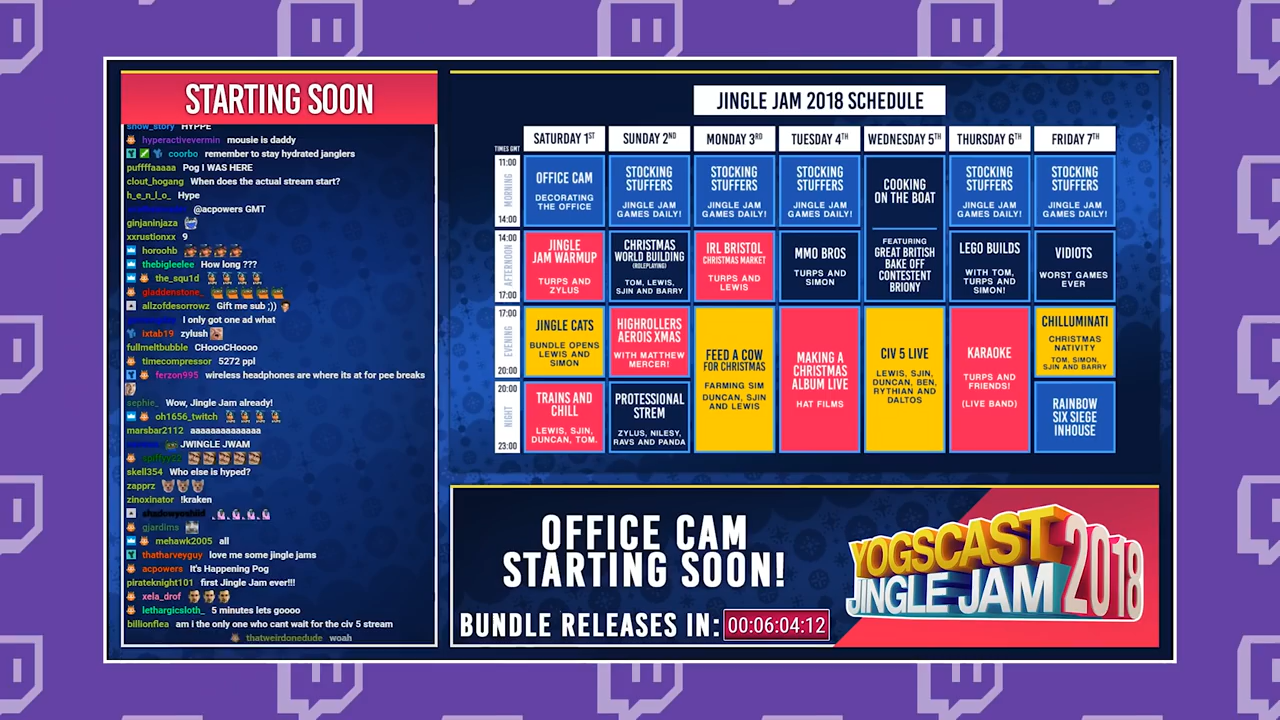 STARTING SOON
snow_story HYPPE
hyperactivevermin mousie is daddy
coorbo remember to stay hydrated janglers
puffffaaaaa Pog I WAS HERE
clout_hogang When does the actual stream start?
h_e_n_l_o_ Hype
@acpowers GMT
ginjaninjaza
xxrustionxx 9
horoohb
thebigleelee How long ???
the_squ1d
gladdenstone_
allzofdesorrowz Gift me sub ;))
I only got one ad what
lxtab19 zylush
fullmeltbubble CHoooCHooo
timecompressor 5272 ppl
ferzon995 wireless headphones are where its at for pee breaks
aephie_ Wow, Jingle Jam already!
oh1656_twitch
marsbar2112 aaaaaaaaaaaaaa
JWINGLE JWAM
spiffyy22
skell354 Who else is hyped?
zapprz
zinoxinator !kraken
gjardims
mehawk2005 all
thatharveyguy love me some jingle jams
acpowers It's Happening Pog
pirateknight101 first Jingle Jam ever!!!
xela_drof
lethargicsloth_ 5 minutes lets goooo
billionflea am i the only one who cant wait for the civ 5 stream
thatweirdonedude woah
JINGLE JAM 2018 SCHEDULE
TIMES GMT
SATURDAY 1ST
SUNDAY 2ND
MONDAY 3RD
TUESDAY 4TH
WEDNESDAY 5TH
THURSDAY 6TH
FRIDAY 7TH
11:00
MORNING
14:00
OFFICE CAM
DECORATING
THE OFFICE
STOCKING
STUFFERS
JINGLE JAM
GAMES DAILY!
STOCKING
STUFFERS
JINGLE JAM
GAMES DAILY!
STOCKING
STUFFERS
JINGLE JAM
GAMES DAILY!
COOKING
ON THE BOAT
FEATURING
GREAT BRITISH
BAKE OFF
CONTESTENT
BRIONY
STOCKING
STUFFERS
JINGLE JAM
GAMES DAILY!
STOCKING
STUFFERS
JINGLE JAM
GAMES DAILY!
14:00
AFTERNOON
17:00
JINGLE
JAM WARMUP
TURPS AND
ZYLUS
CHRISTMAS
WORLD BUILDING
(ROLEPLAYING)
TOM, LEWIS,
SJIN AND BARRY
IRL BRISTOL
CHRISTMAS MARKET
TURPS AND
LEWIS
MMO BROS
TURPS AND
SIMON
LEGO BUILDS
WITH TOM,
TURPS AND
SIMON!
VIDIOTS
WORST GAMES
EVER
17:00
EVENING
20:00
JINGLE CATS
BUNDLE OPENS
LEWIS AND
SIMON
HIGHROLLERS
AEROIS XMAS
WITH MATTHEW
MERCER!
FEED A COW
FOR CHRISTMAS
FARMING SIM
DUNCAN, SJIN
AND LEWIS
MAKING A
CHRISTMAS
ALBUM LIVE
HAT FILMS
CIV 5 LIVE
LEWIS, SJIN,
DUNCAN, BEN,
RYTHIAN AND
DALTOS
KARAOKE
TURPS AND
FRIENDS!
(LIVE BAND)
CHILLUMINATI
CHRISTMAS
NATIVITY
TOM, SIMON,
SJIN AND BARRY
20:00
NIGHT
23:00
TRAINS AND
CHILL
LEWIS, SJIN,
DUNCAN, TOM.
PROTESSIONAL
STREM
ZYLUS, NILESY,
RAVS AND PANDA
RAINBOW
SIX SIEGE
INHOUSE
OFFICE CAM
STARTING SOON!
BUNDLE RELEASES IN: 00:06:04:12
YOGSCAST
JINGLE JAM 2018